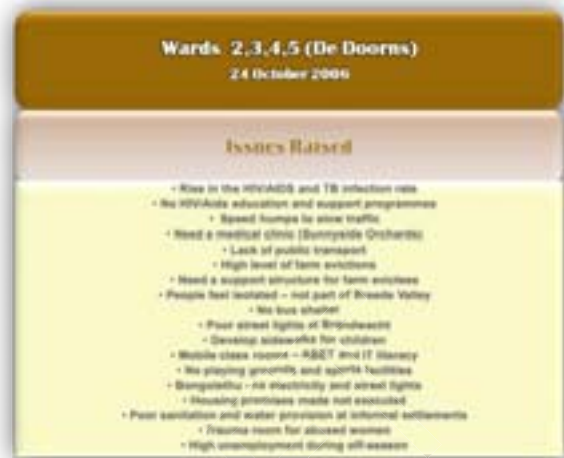 Wards 2,3,4,5 (De Doorns)
24 October 2006
Issues Raised
• Rise in the HIV/AIDS and TB infection rate
• No HIV/Aids education and support programmes
• Speed humps to slow traffic
• Need a medical clinic (Sunnyside Orchards)
• Lack of public transport
• High level of farm evictions
• Need a support structure for farm evictees
• People feel isolated – not part of Breede Valley
• No bus shelter
• Poor street lights at Brandwacht
• Develop sidewalks for children
• Mobile class rooms – ABET and IT literacy
• No playing grounds and sports facilities
• - no electricity and street lights
• Housing promises made not executed
• Poor sanitation and water provision at informal settlements
• Trauma room for abused women
• High unemployment during off-season